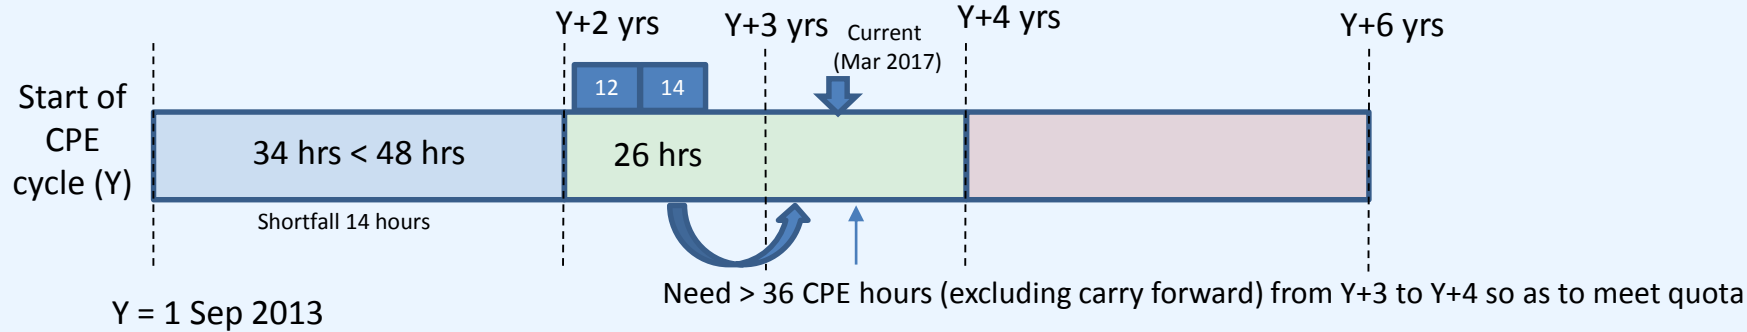 Y+2 yrs
Y+3 yrs
Current
(Mar 2017)
Y+4 yrs
Y+6 yrs
Start of
CPE
cycle (Y)
12
14
34 hrs < 48 hrs
26 hrs
Shortfall 14 hours
Need > 36 CPE hours (excluding carry forward) from Y+3 to Y+4 so as to meet quota
Y = 1 Sep 2013